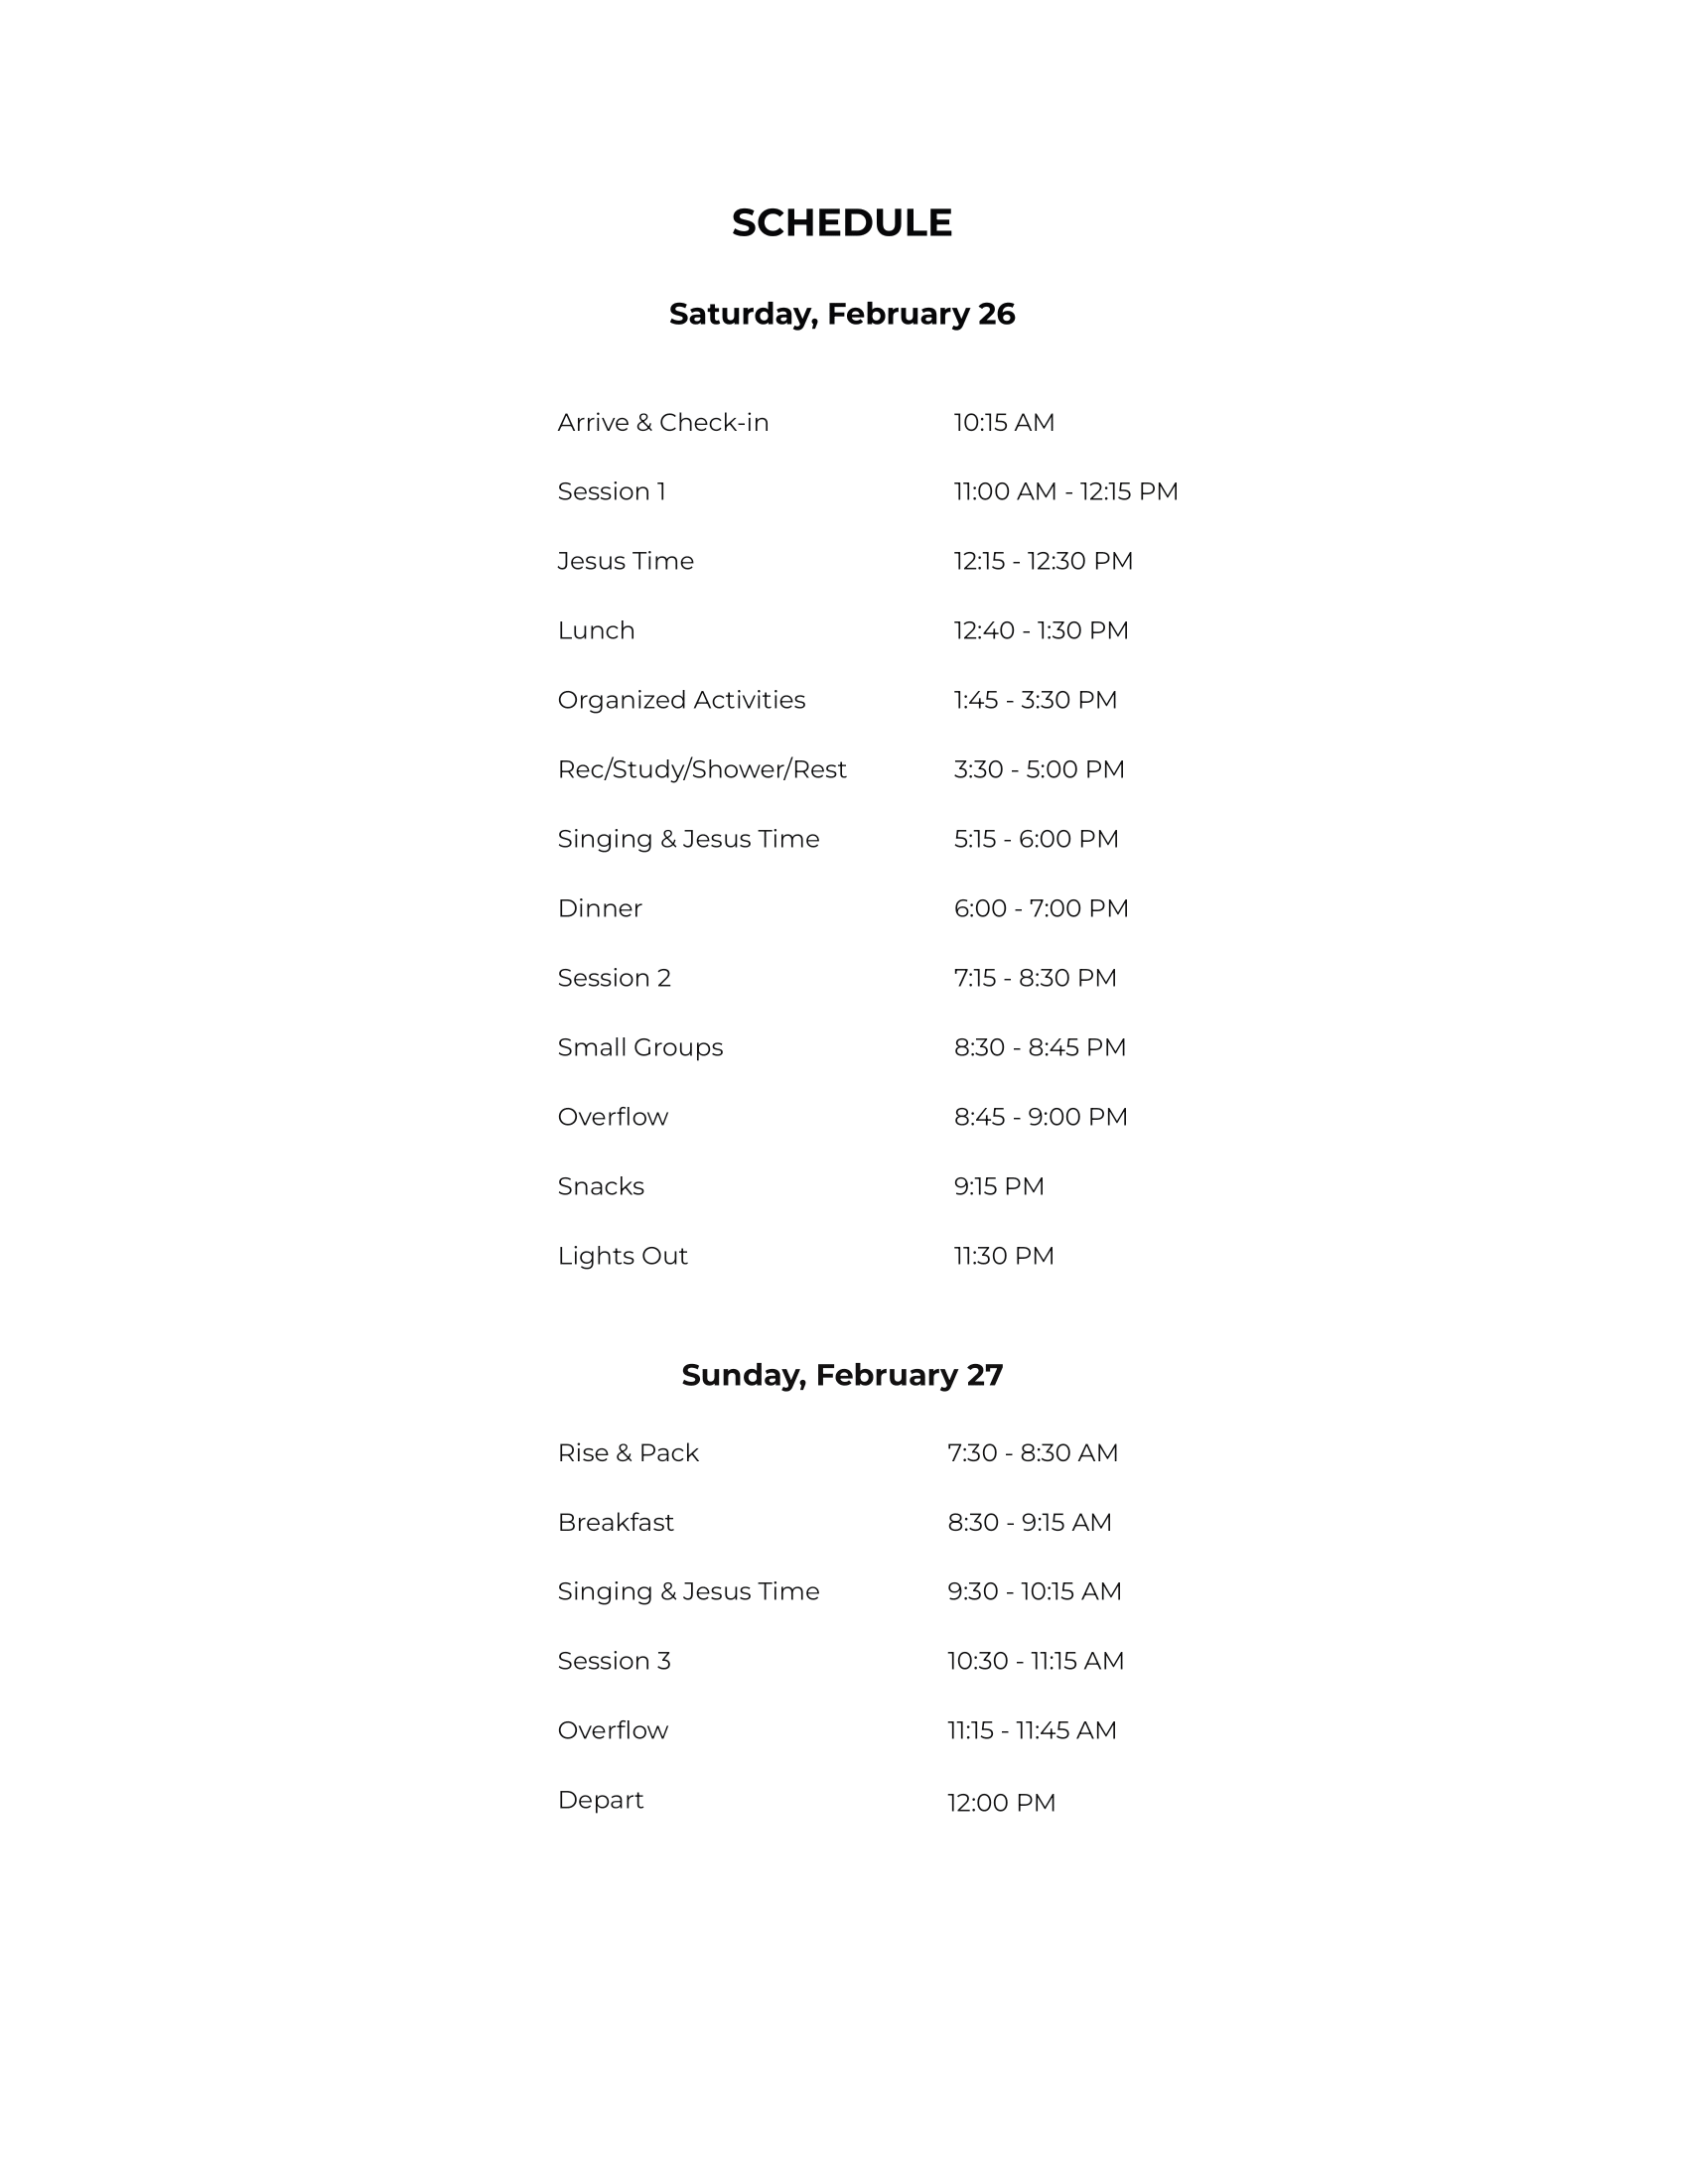 SCHEDULE
Saturday, February 26
Arrive & Check-in 10:15 AM
Session 1 11:00 AM - 12:15 PM
Jesus Time 12:15 - 12:30 PM
Lunch 12:40 - 1:30 PM
Organized Activities 1:45 - 3:30 PM
Rec/Study/Shower/Rest 3:30 - 5:00 PM
Singing & Jesus Time 5:15 - 6:00 PM
Dinner 6:00 - 7:00 PM
Session 2 7:15 - 8:30 PM
Small Groups 8:30 - 8:45 PM
Overflow 8:45 - 9:00 PM
Snacks 9:15 PM
Lights Out 11:30 PM
Sunday, February 27
Rise & Pack 7:30 - 8:30 AM
Breakfast 8:30 - 9:15 AM
Singing & Jesus Time 9:30 - 10:15 AM
Session 3 10:30 - 11:15 AM
Overflow 11:15 - 11:45 AM
Depart 12:00 PM